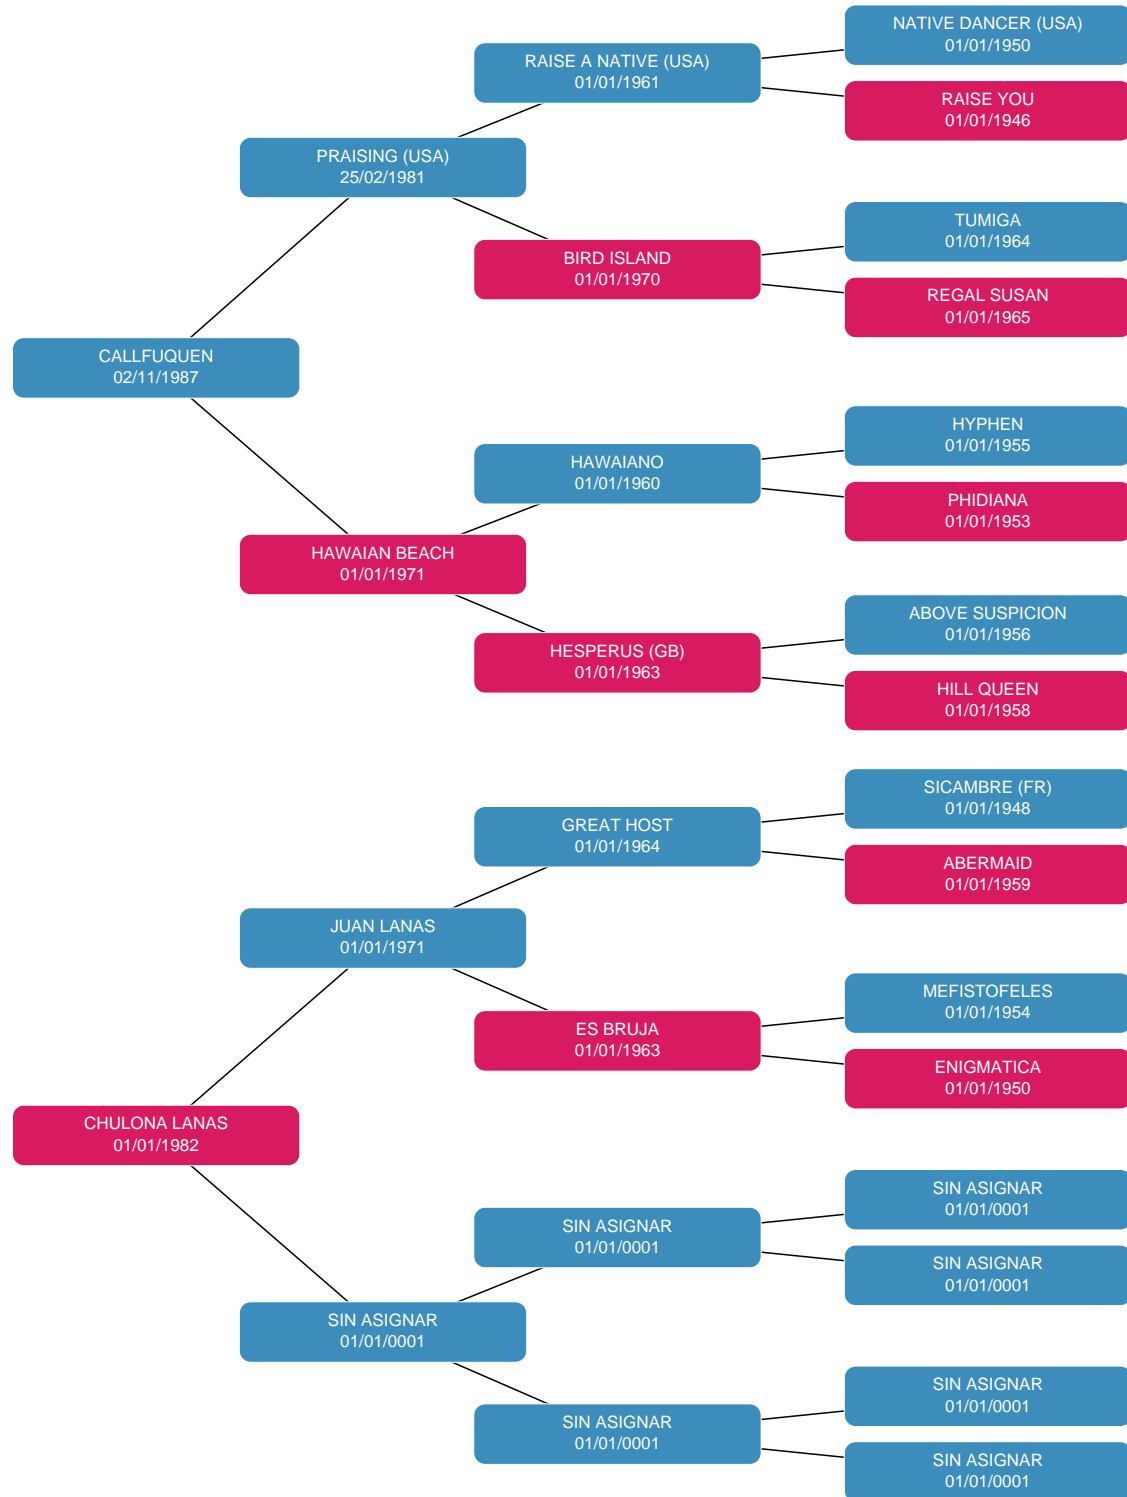 NATIVE DANCER (USA)
01/01/1950
RAISE A NATIVE (USA)
01/01/1961
RAISE YOU
01/01/1946
PRAISING (USA)
25/02/1981
TUMIGA
01/01/1964
BIRD ISLAND
01/01/1970
REGAL SUSAN
01/01/1965
CALLFUQUEN
02/11/1987
HYPHEN
01/01/1955
HAWAIANO
01/01/1960
PHIDIANA
01/01/1953
HAWAIAN BEACH
01/01/1971
ABOVE SUSPICION
01/01/1956
HESPERUS (GB)
01/01/1963
HILL QUEEN
01/01/1958
SICAMBRE (FR)
01/01/1948
GREAT HOST
01/01/1964
ABERMAID
01/01/1959
JUAN LANAS
01/01/1971
MEFISTOFELES
01/01/1954
ES BRUJA
01/01/1963
ENIGMATICA
01/01/1950
CHULONA LANAS
01/01/1982
SIN ASIGNAR
01/01/0001
SIN ASIGNAR
01/01/0001
SIN ASIGNAR
01/01/0001
SIN ASIGNAR
01/01/0001
SIN ASIGNAR
01/01/0001
SIN ASIGNAR
01/01/0001
SIN ASIGNAR
01/01/0001